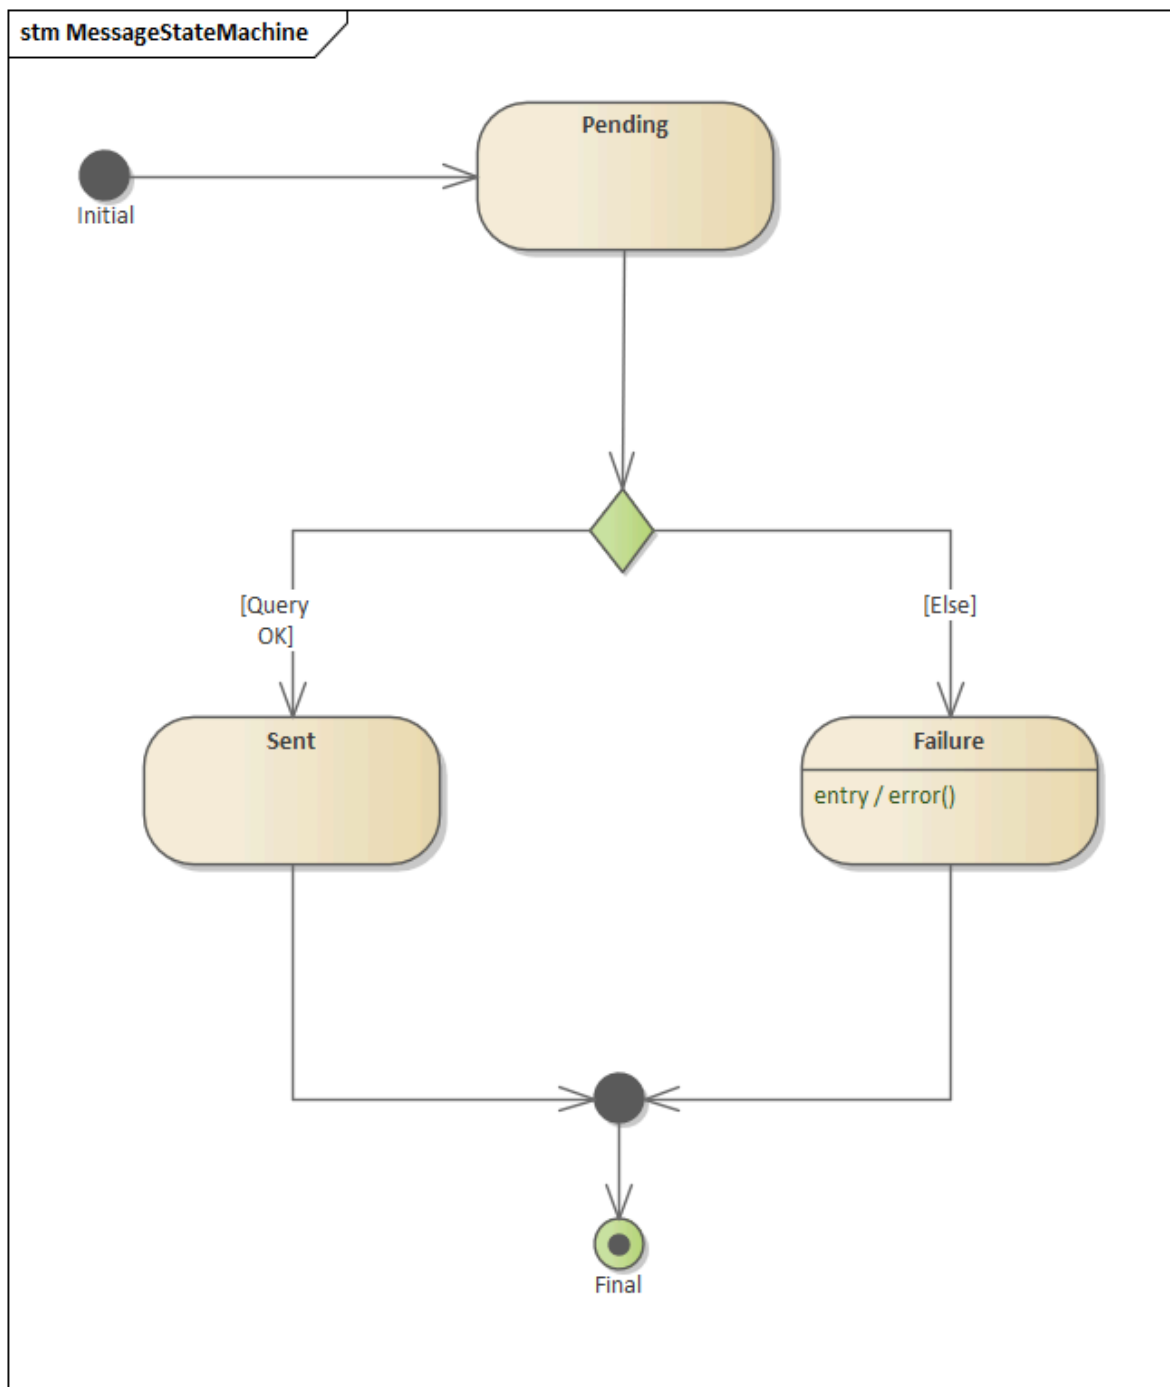 stm MessageStateMachine
Pending
Initial
[Query
OK]
[Else]
Sent
Failure
entry / error()
Final